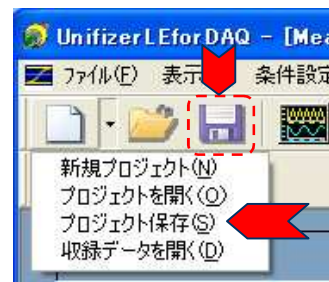 UnifizerLEforDAQ - [Mea
ファイル(F) 表示 条件設定
新規プロジェクト(N)
プロジェクトを開く(O)
プロジェクト保存(S)
収録データを開く(D)